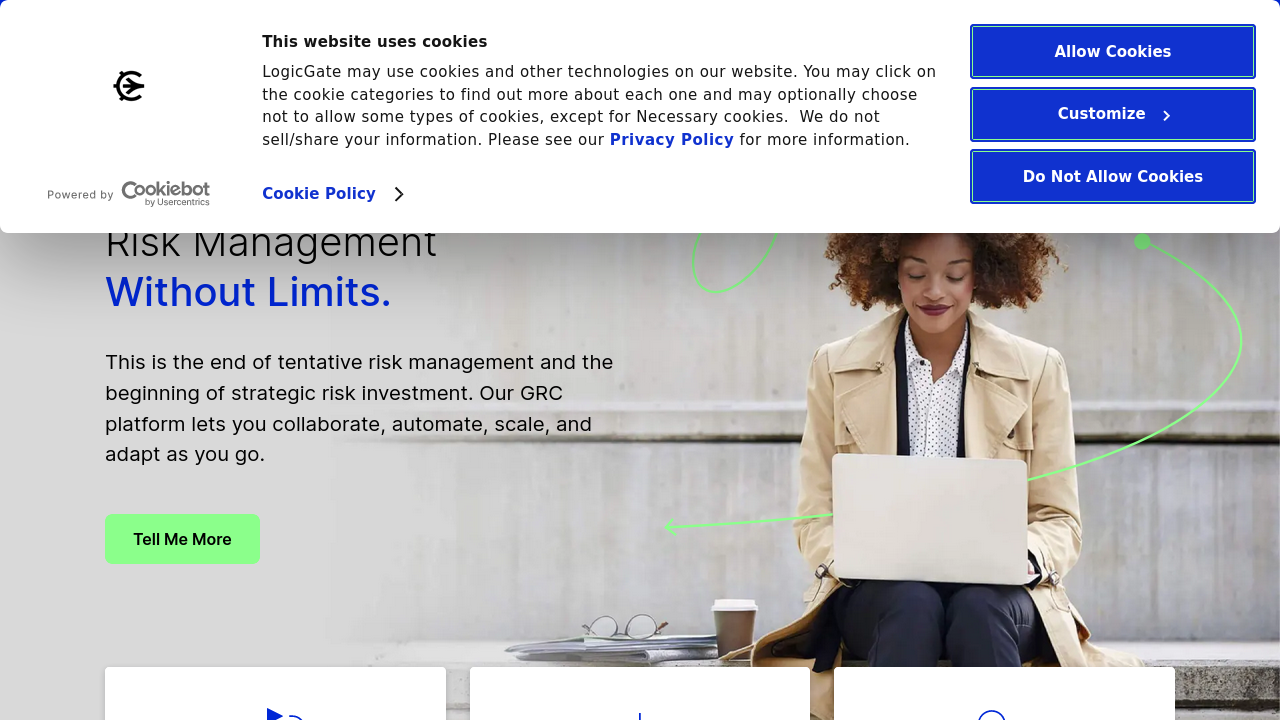 This website uses cookies
LogicGate may use cookies and other technologies on our website. You may click on
the cookie categories to find out more about each one and may optionally choose
not to allow some types of cookies, except for Necessary cookies.  We do not
sell/share your information. Please see our Privacy Policy for more information.
Cookie Policy
Powered by Cookiebot
by Usercentrics
Allow Cookies
Customize
Do Not Allow Cookies
Risk Management
Without Limits.
This is the end of tentative risk management and the
beginning of strategic risk investment. Our GRC
platform lets you collaborate, automate, scale, and
adapt as you go.
Tell Me More